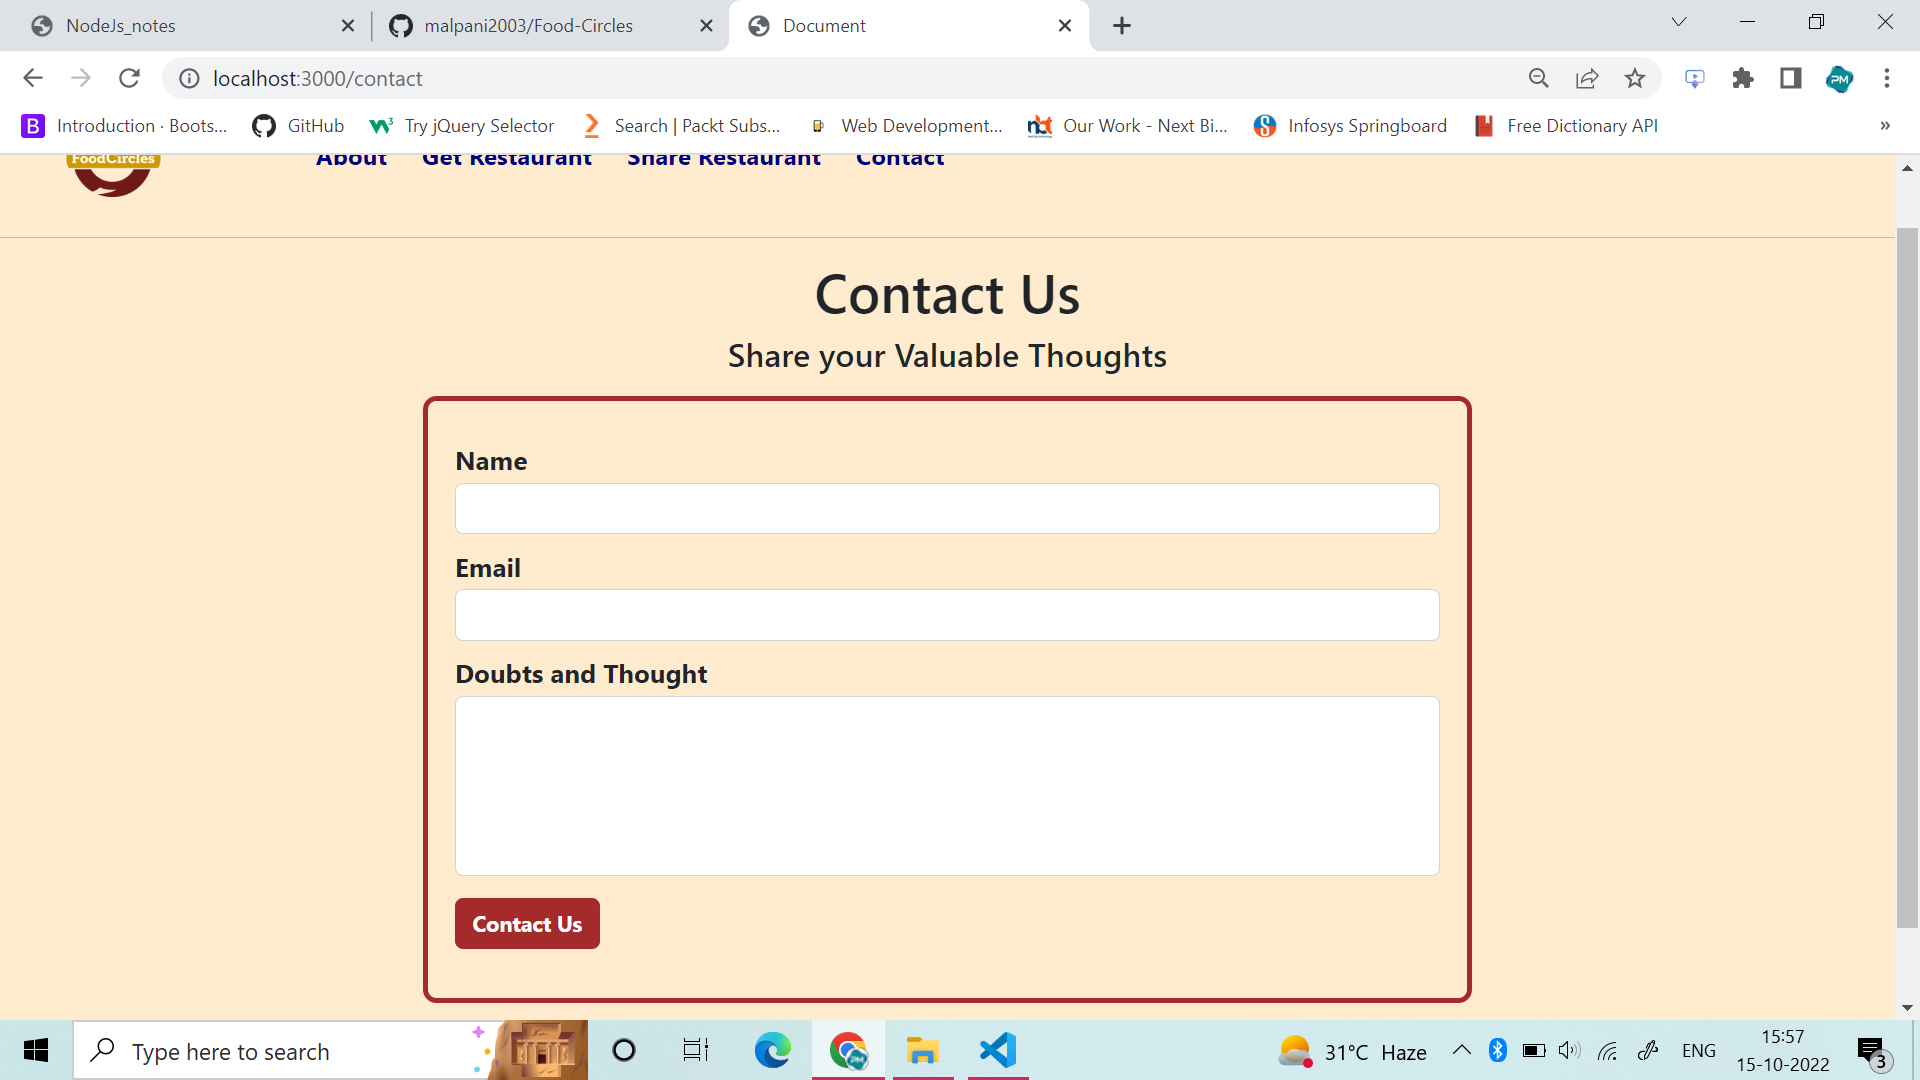 NodeJs_notes
malpani2003/Food-Circles
Document
localhost:3000/contact
PM
B Introduction · Boots...
GitHub
Try jQuery Selector
Search | Packt Subs...
Web Development...
Our Work - Next Bi...
Infosys Springboard
Free Dictionary API
»
FoodCircles
About
Get Restaurant
Share Restaurant
Contact
Contact Us
Share your Valuable Thoughts
Name
Email
Doubts and Thought
Contact Us
Type here to search
31°C Haze
ENG
15:57
15-10-2022
3